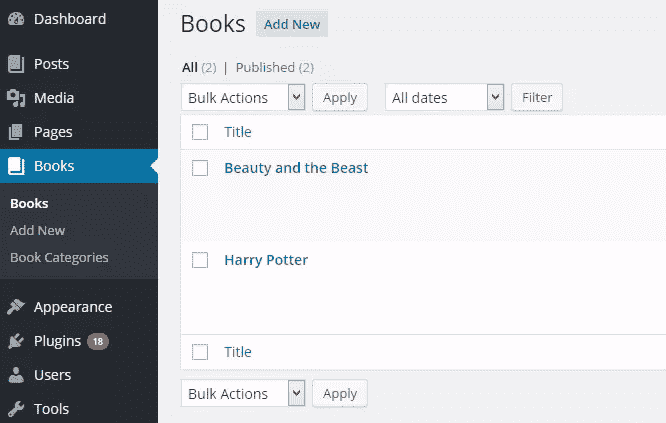 Dashboard
Posts
Media
Pages
Books
Books
Add New
Book Categories
Appearance
Plugins 18
Users
Tools
Books Add New
All (2) | Published (2)
Bulk Actions Apply All dates Filter
Title
Beauty and the Beast
Harry Potter
Title
Bulk Actions Apply